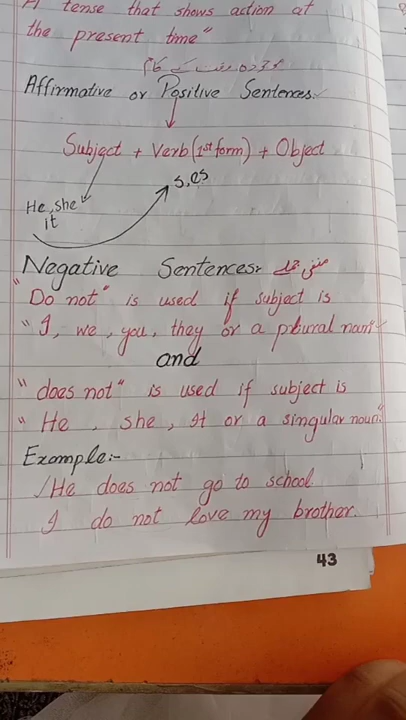 A tense that shows action at
the present time"
Affirmative or Positive Sentences
Subject + Verb (1st form) + Object
s, es
He, she
it
Negative Sentences:- منفی جملے
"Do not" is used if subject is
"I, we, you, they or a plural noun"
and
"does not" is used if subject is
"He, she, it or a singular noun."
Example:-
He does not go to school.
I do not love my brother.
43